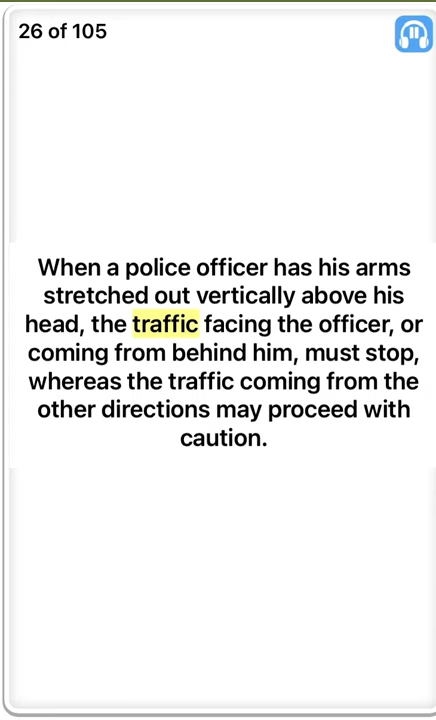 26 of 105
When a police officer has his arms
stretched out vertically above his
head, the traffic facing the officer, or
coming from behind him, must stop,
whereas the traffic coming from the
other directions may proceed with
caution.